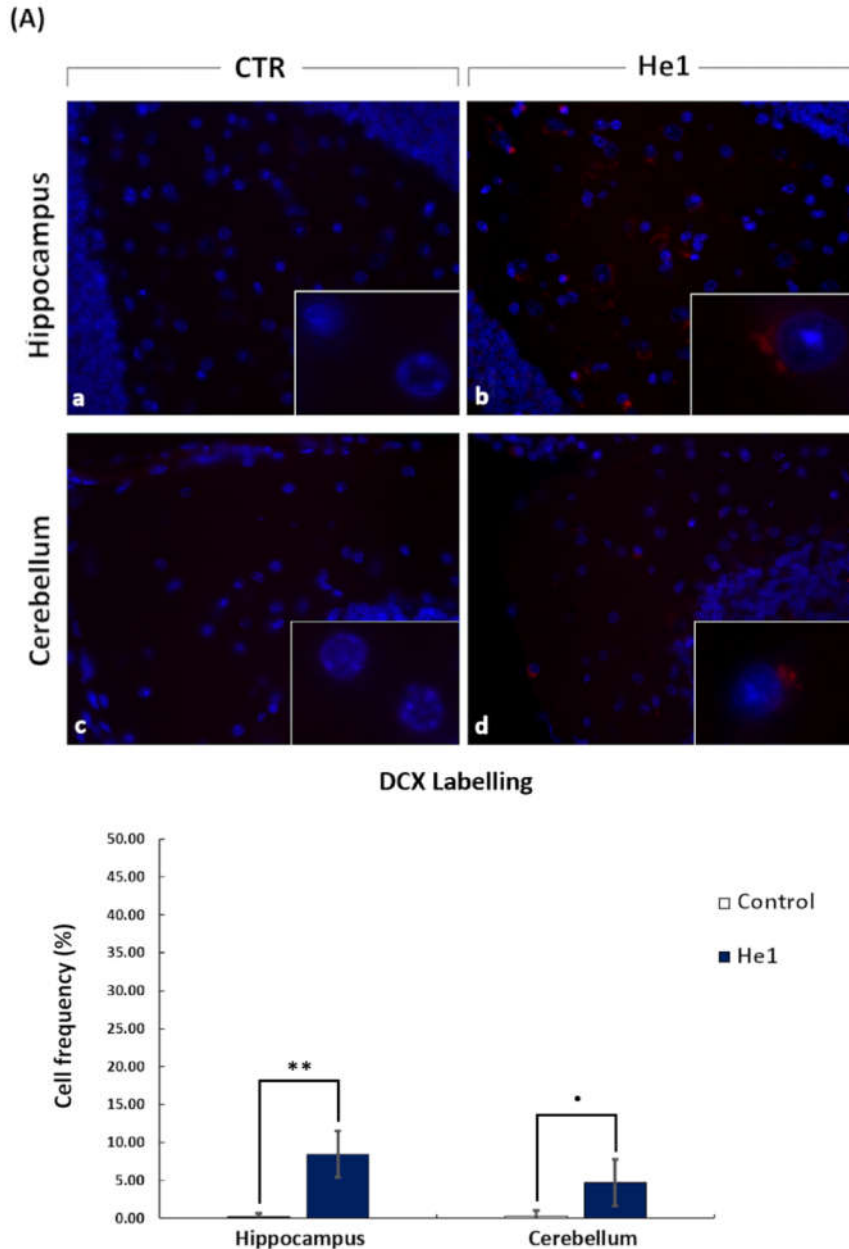 (A)
CTR He1
Hippocampus
a b
Cerebellum
c d
DCX Labelling
Cell frequency (%)
50.00
45.00
40.00
35.00
30.00
25.00
20.00
15.00
10.00
5.00
0.00
** •
Control
He1
Hippocampus Cerebellum